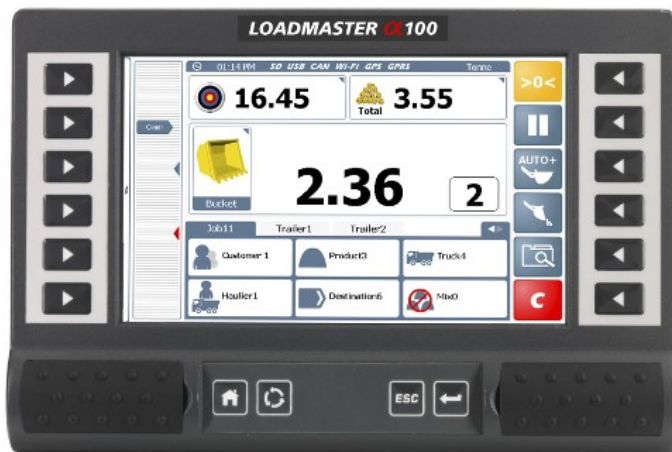 LOADMASTER α100
01:14 PM SD USB CAN WI-FI GPS GPRS Tonne
>0<
16.45
Total 3.55
AUTO+
Bucket
2.36
2
Job11 Trailer1 Trailer2
Customer 1 Product3 Truck4
Haulier1 Destination6 Mix0
C
ESC